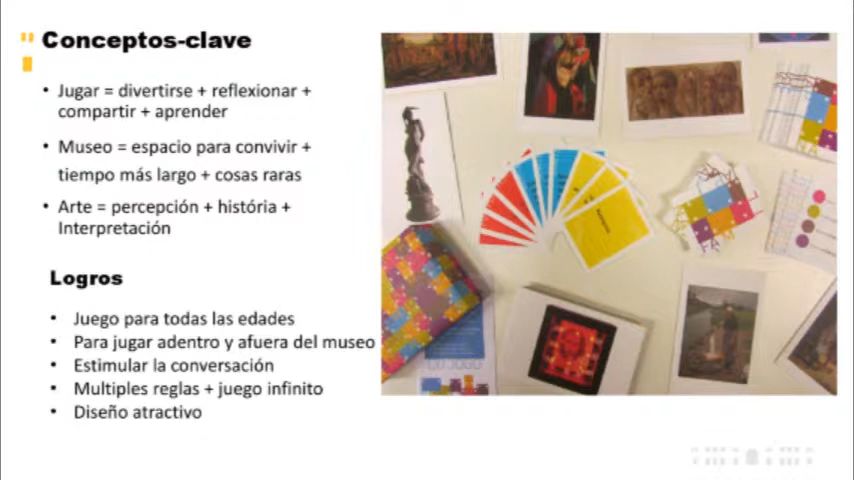 Conceptos-clave
• Jugar = divertirse + reflexionar +
compartir + aprender
• Museo = espacio para convivir +
tiempo más largo + cosas raras
• Arte = percepción + história +
Interpretación
Logros
• Juego para todas las edades
• Para jugar adentro y afuera del museo
• Estimular la conversación
• Multiples reglas + juego infinito
• Diseño atractivo